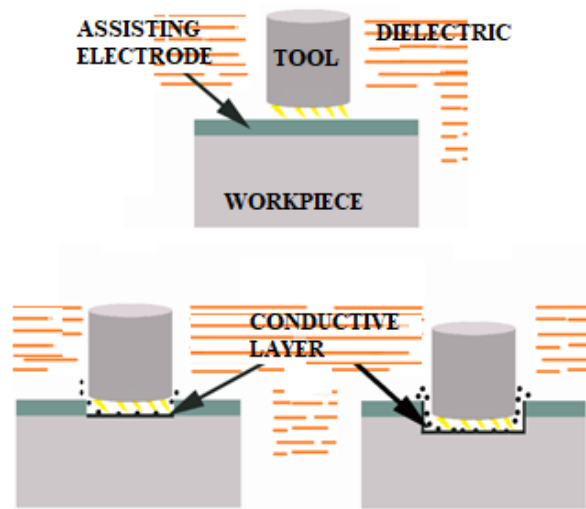 ASSISTING
ELECTRODE
TOOL
DIELECTRIC
WORKPIECE
CONDUCTIVE
LAYER